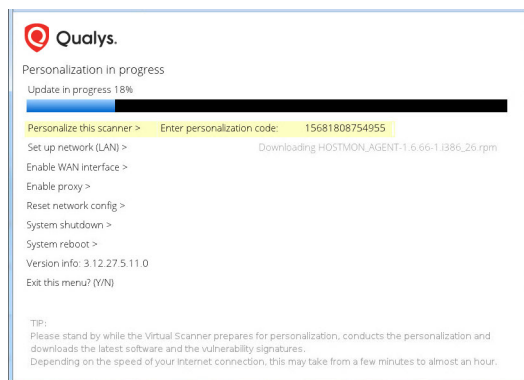 Qualys.
Personalization in progress
Update in progress 18%
Personalize this scanner > Enter personalization code: 15681808754955
Set up network (LAN) > Downloading HOSTMON_AGENT-1:6:66-1.I386_26.rpm
Enable WAN interface >
Enable proxy >
Reset network config >
System shutdown >
System reboot >
Version info: 3.12.27.5.11.0
Exit this menu? (Y/N)
TIP:
Please stand by while the Virtual Scanner prepares for personalization, conducts the personalization and
downloads the latest software and the vulnerability signatures.
Depending on the speed of your Internet connection, this may take from a few minutes to almost an hour.